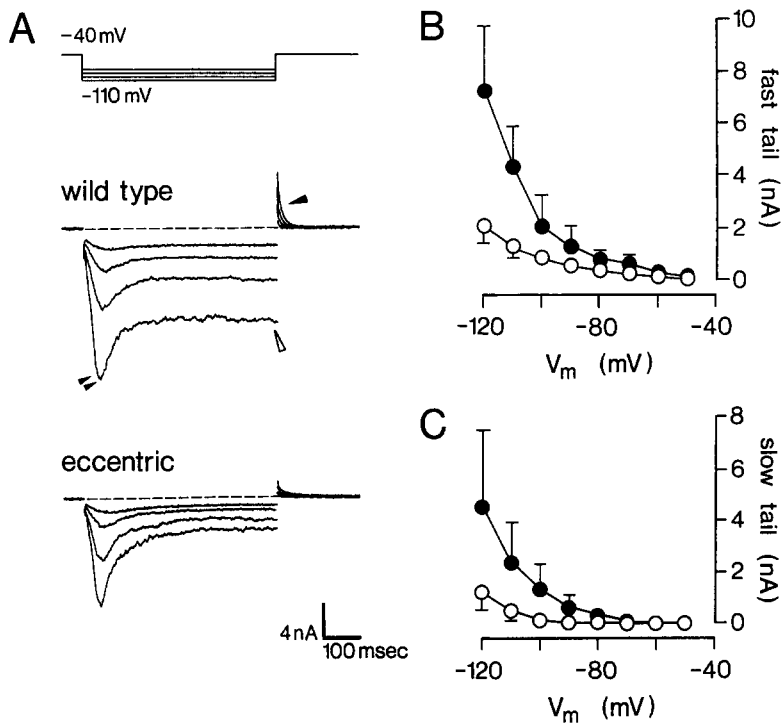 A
-40 mV
-110 mV
wild type
eccentric
4 nA
100 msec
B
10
8
6
4
2
0
fast tail (nA)
-120
-80
-40
Vm (mV)
C
8
6
4
2
0
slow tail (nA)
-120
-80
-40
Vm (mV)